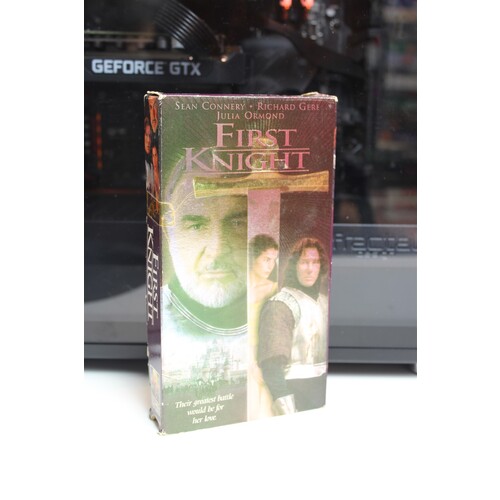 GEFORCE GTX
SEAN CONNERY • RICHARD GERE
JULIA ORMOND
FIRST
KNIGHT
FIRST
KNIGHT
Their greatest battle
would be for
her love.